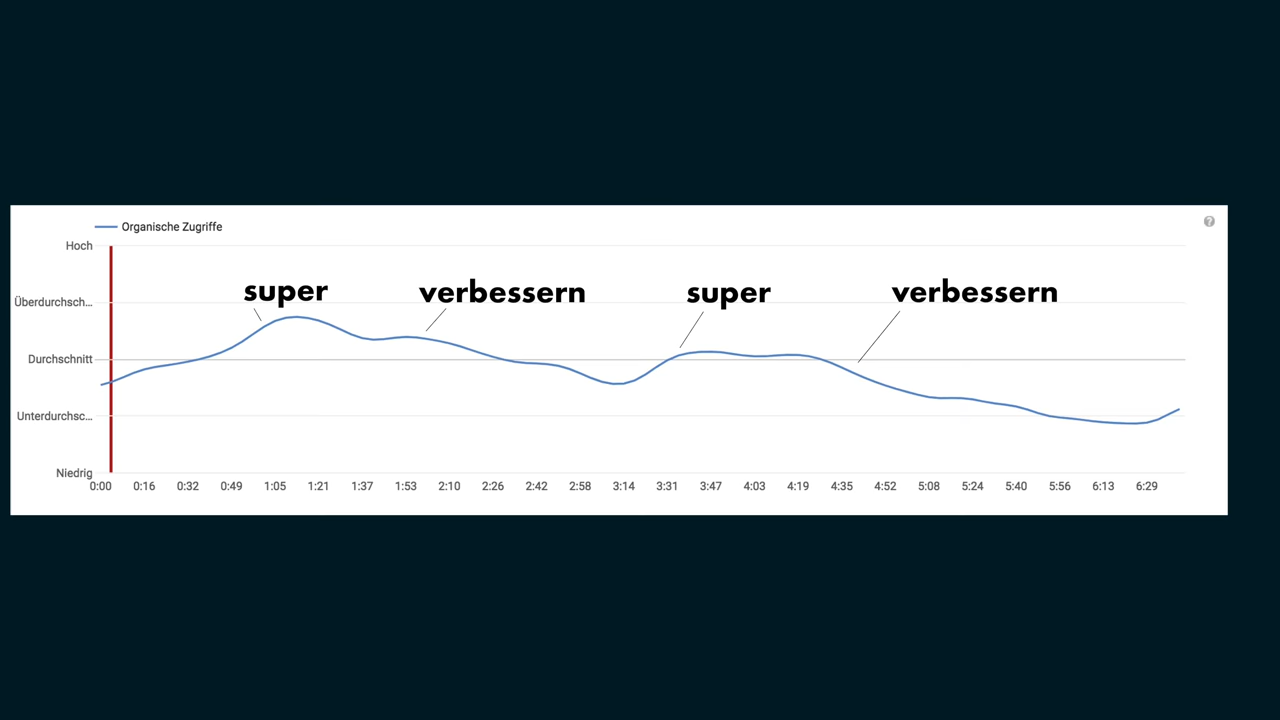 Organische Zugriffe
?
Hoch
super
verbessern
super
verbessern
Überdurchsch...
Durchschnitt
Unterdurchsc...
Niedrig
0:00 0:16 0:32 0:49 1:05 1:21 1:37 1:53 2:10 2:26 2:42 2:58 3:14 3:31 3:47 4:03 4:19 4:35 4:52 5:08 5:24 5:40 5:56 6:13 6:29